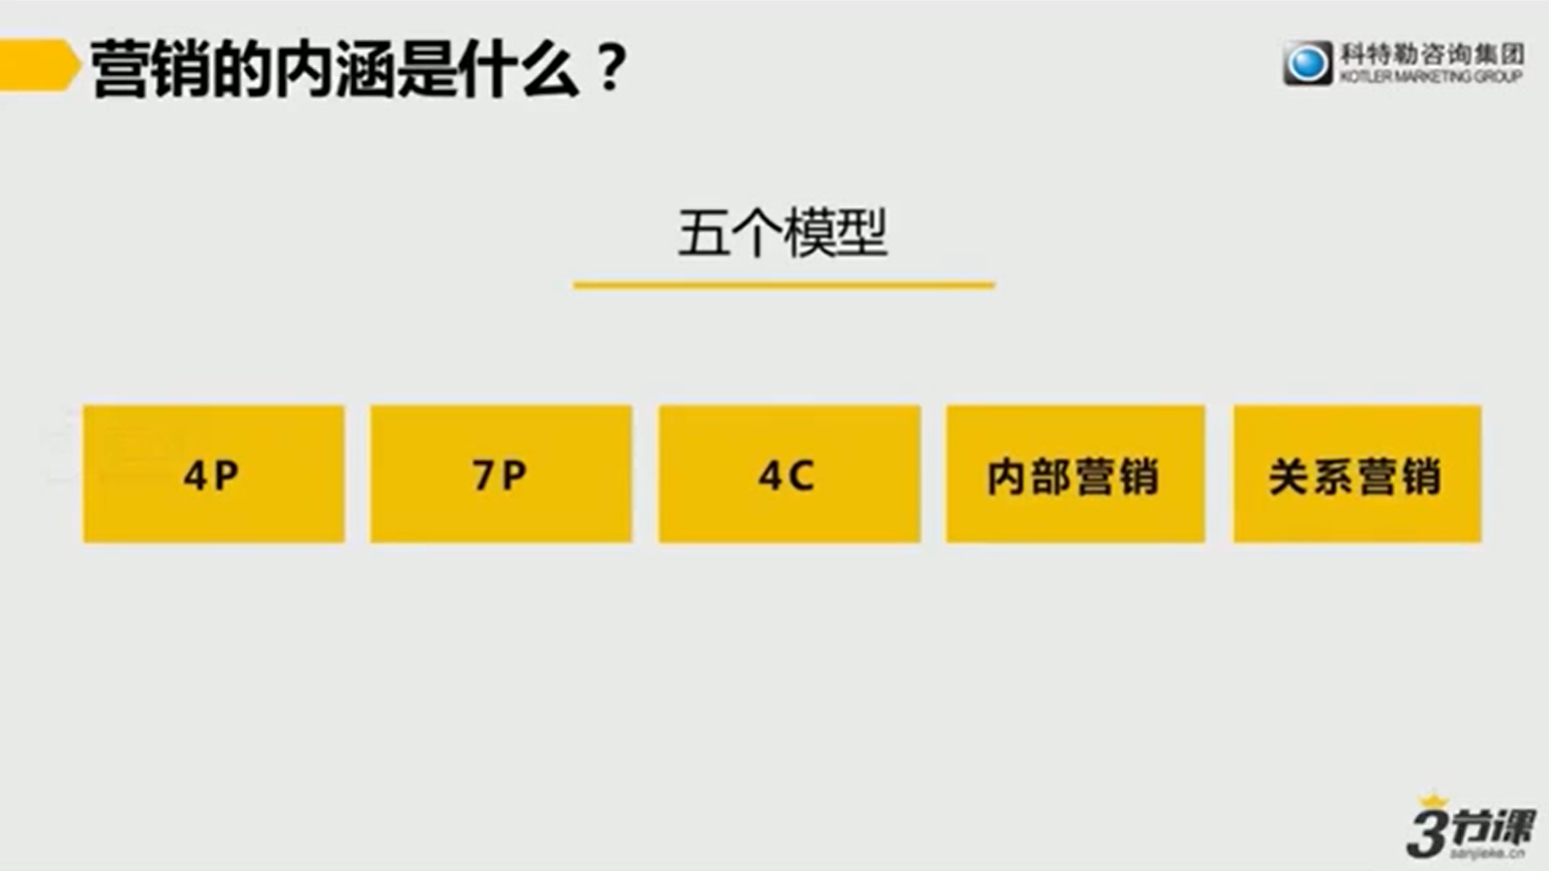 营销的内涵是什么？
科特勒咨询集团
KOTLER MARKETING GROUP
五个模型
4P
7P
4C
内部营销
关系营销
3节课
sanjieke.cn